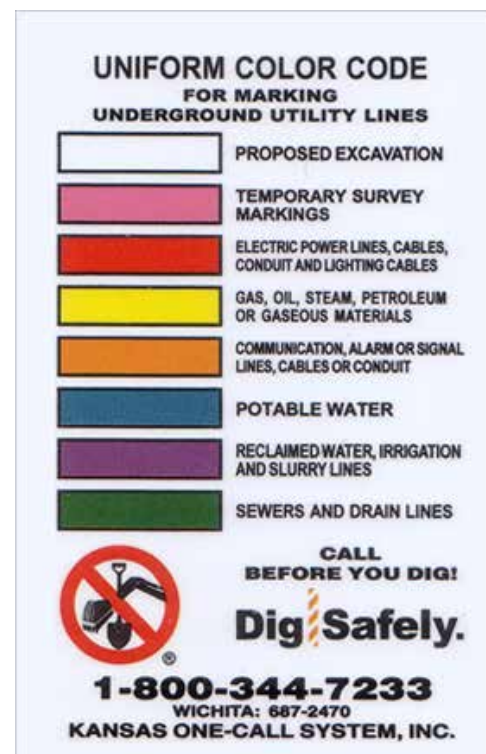 UNIFORM COLOR CODE
FOR MARKING
UNDERGROUND UTILITY LINES
PROPOSED EXCAVATION
TEMPORARY SURVEY
MARKINGS
ELECTRIC POWER LINES, CABLES,
CONDUIT AND LIGHTING CABLES
GAS, OIL, STEAM, PETROLEUM
OR GASEOUS MATERIALS
COMMUNICATION, ALARM OR SIGNAL
LINES, CABLES OR CONDUIT
POTABLE WATER
RECLAIMED WATER, IRRIGATION
AND SLURRY LINES
SEWERS AND DRAIN LINES
CALL
BEFORE YOU DIG!
Dig Safely.
®
1-800-344-7233
WICHITA: 687-2470
KANSAS ONE-CALL SYSTEM, INC.